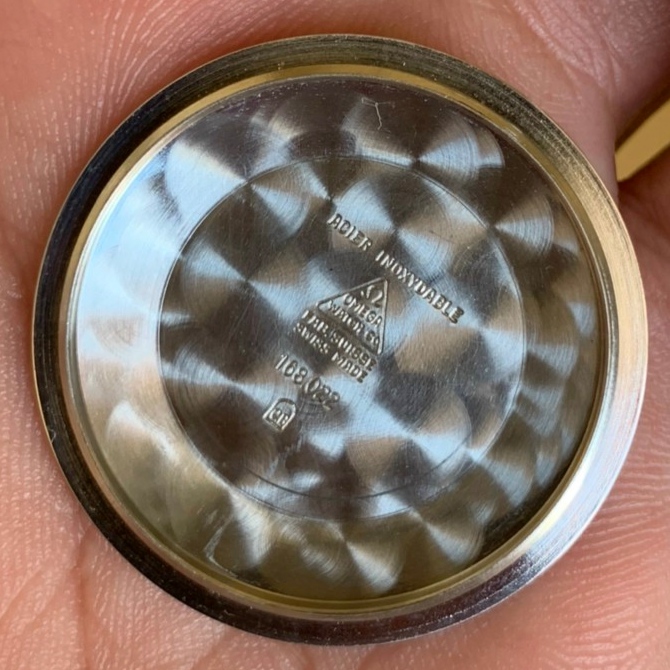 ACIER INOXYDABLE
Ω
OMEGA
WATCH Co
FAB. SUISSE
SWISS MADE
168.022